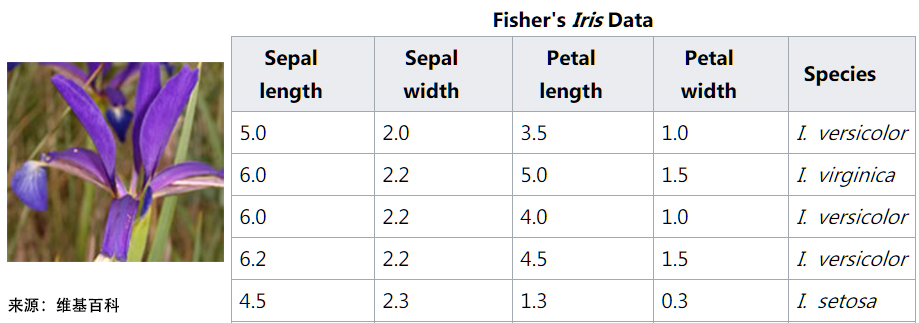 Fisher's Iris Data
Sepal length Sepal width Petal length Petal width Species
5.0 2.0 3.5 1.0 I. versicolor
6.0 2.2 5.0 1.5 I. virginica
6.0 2.2 4.0 1.0 I. versicolor
6.2 2.2 4.5 1.5 I. versicolor
4.5 2.3 1.3 0.3 I. setosa
来源：维基百科